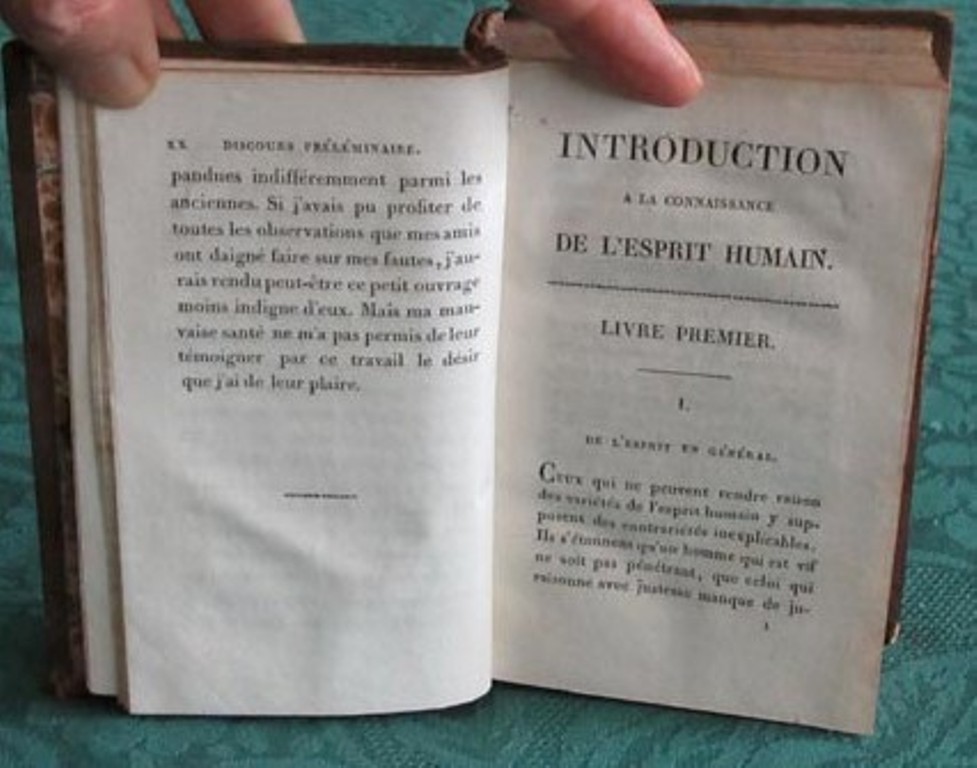 xx DISCOURS PRÉLÉMINAIRE.
pandues indifféremment parmi les
anciennes. Si j'avais pu profiter de
toutes les observations que mes amis
ont daigné faire sur mes fautes, j'au-
rais rendu peut-être ce petit ouvrage
moins indigne d'eux. Mais ma mau-
vaise santé ne m'a pas permis de leur
témoigner par ce travail le désir
que j'ai de leur plaire.
INTRODUCTION
A LA CONNAISSANCE
DE L'ESPRIT HUMAIN.
LIVRE PREMIER.
I.
DE L'ESPRIT EN GÉNÉRAL.
Ceux qui ne peuvent rendre raison
des variétés de l'esprit humain y sup-
posent des contrariétés inexplicables.
Ils s'étonnent qu'un homme qui est vif
ne soit pas pénétrant, que celui qui
raisonne avec justesse manque de ju-
1